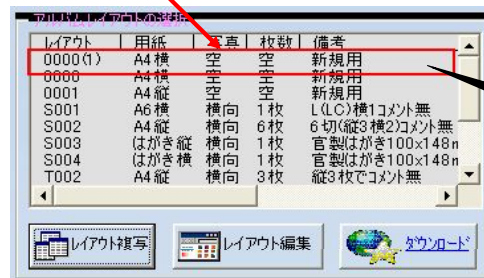 アルバムレイアウトの選択
レイアウト 用紙 写真 枚数 備考
0000(1) A4横 空 空 新規用
0000 A4横 空 空 新規用
0001 A4縦 空 空 新規用
S001 A6横 横向 1枚 L(LC)横1コメント無
S002 A4縦 横向 6枚 6切(縦3横2)コメント無
S003 はがき縦 横向 1枚 官製はがき100x148m
S004 はがき横 横向 1枚 官製はがき100x148m
T002 A4縦 横向 3枚 縦3枚でコメント無
レイアウト複写 レイアウト編集 ダウンロード